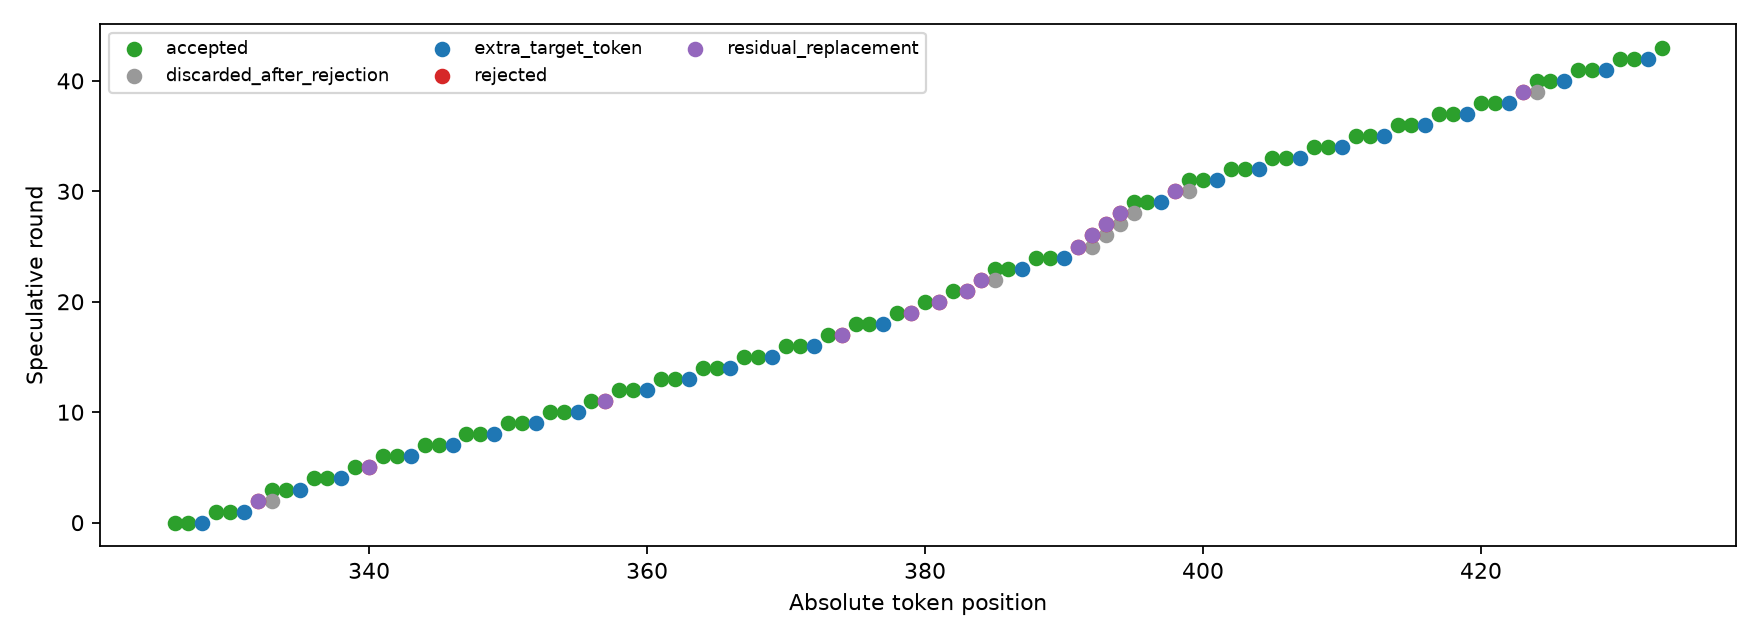 accepted
discarded_after_rejection
extra_target_token
rejected
residual_replacement
Speculative round
40
30
20
10
0
340
360
380
400
420
Absolute token position